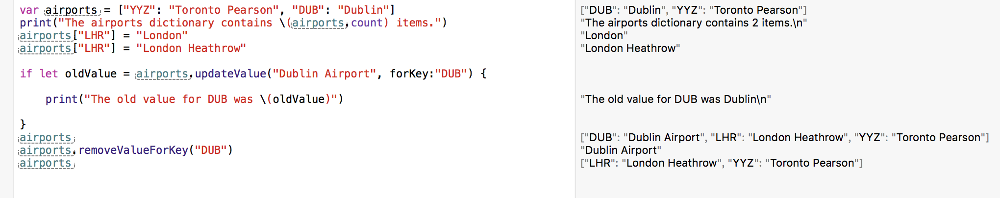 var airports = ["YYZ": "Toronto Pearson", "DUB": "Dublin"]
["DUB": "Dublin", "YYZ": "Toronto Pearson"]
print("The airports dictionary contains \(airports.count) items.")
"The airports dictionary contains 2 items.\n"
airports["LHR"] = "London"
"London"
airports["LHR"] = "London Heathrow"
"London Heathrow"
if let oldValue = airports.updateValue("Dublin Airport", forKey:"DUB") {
print("The old value for DUB was \(oldValue)")
"The old value for DUB was Dublin\n"
}
airports
["DUB": "Dublin Airport", "LHR": "London Heathrow", "YYZ": "Toronto Pearson"]
airports.removeValueForKey("DUB")
"Dublin Airport"
airports
["LHR": "London Heathrow", "YYZ": "Toronto Pearson"]